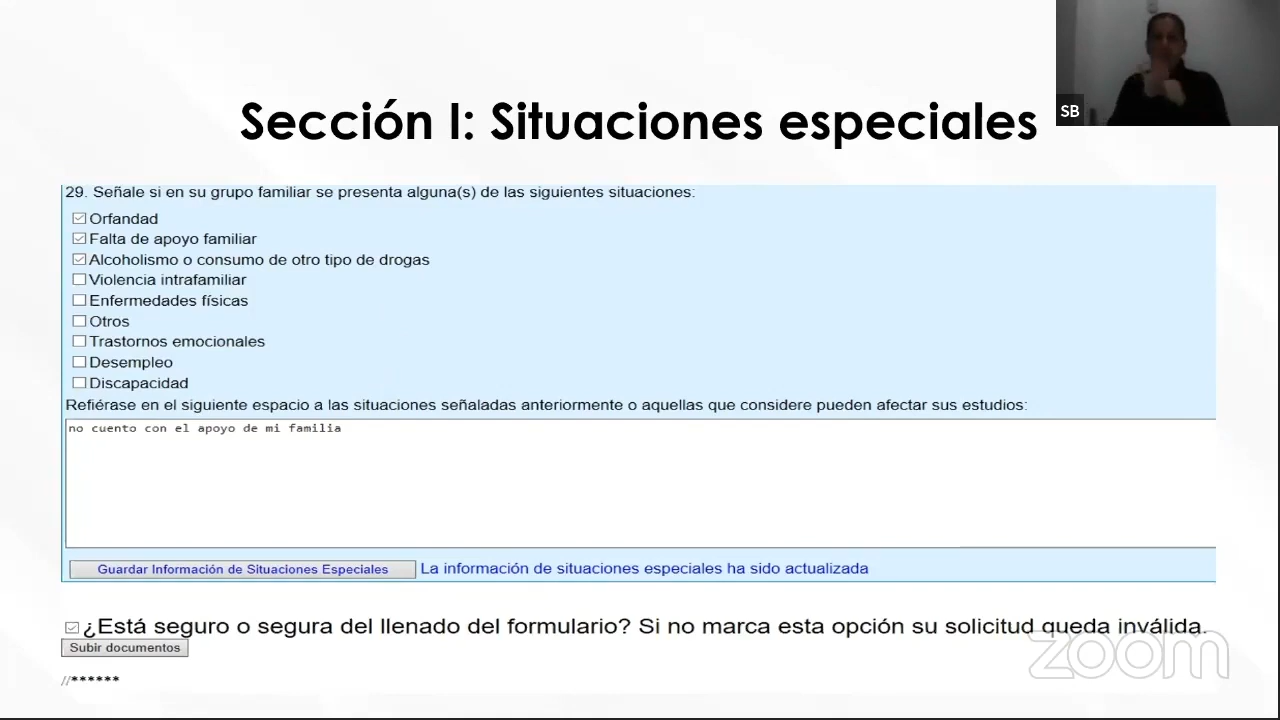 Sección I: Situaciones especiales
SB
29. Señale si en su grupo familiar se presenta alguna(s) de las siguientes situaciones:
Orfandad
Falta de apoyo familiar
Alcoholismo o consumo de otro tipo de drogas
Violencia intrafamiliar
Enfermedades físicas
Otros
Trastornos emocionales
Desempleo
Discapacidad
Refiérase en el siguiente espacio a las situaciones señaladas anteriormente o aquellas que considere pueden afectar sus estudios:
no cuento con el apoyo de mi familia
Guardar Información de Situaciones Especiales La información de situaciones especiales ha sido actualizada
¿Está seguro o segura del llenado del formulario? Si no marca esta opción su solicitud queda inválida.
Subir documentos
zoom
//******